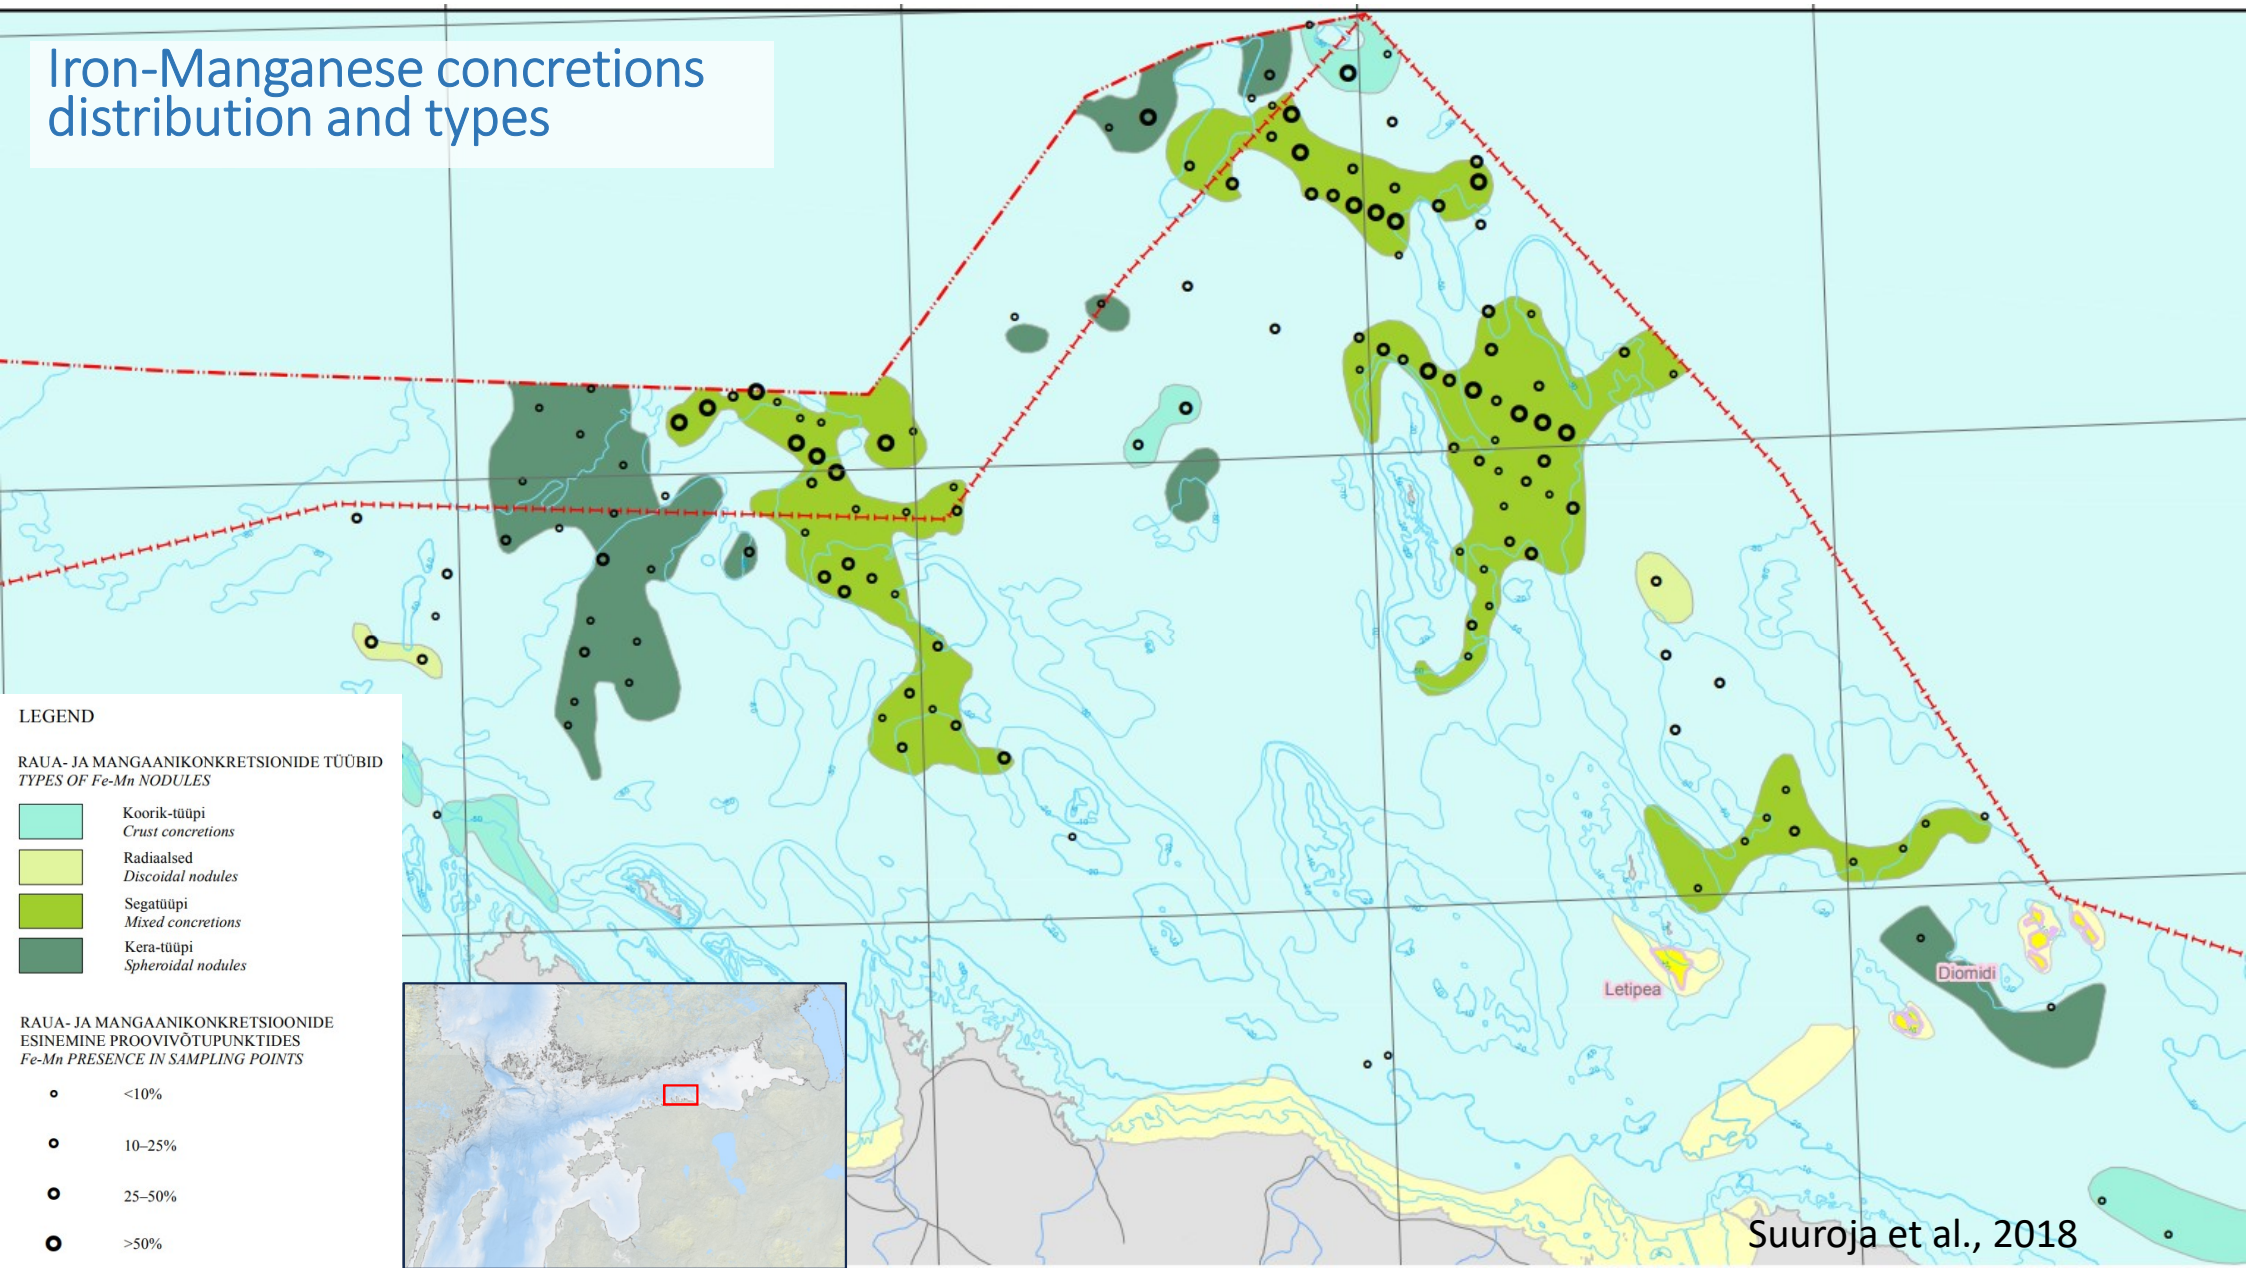 Iron-Manganese concretions
distribution and types
LEGEND
RAUA- JA MANGAANIKONKRETSIONIDE TÜÜBID
TYPES OF Fe-Mn NODULES
Koorik-tüüpi
Crust concretions
Radiaalsed
Discoidal nodules
Segatüüpi
Mixed concretions
Kera-tüüpi
Spheroidal nodules
RAUA- JA MANGAANIKONKRETSIOONIDE
ESINEMINE PROOVIVÕTUPUNKTIDES
Fe-Mn PRESENCE IN SAMPLING POINTS
<10%
10–25%
25–50%
>50%
Letipea
Diomidi
Suuroja et al., 2018